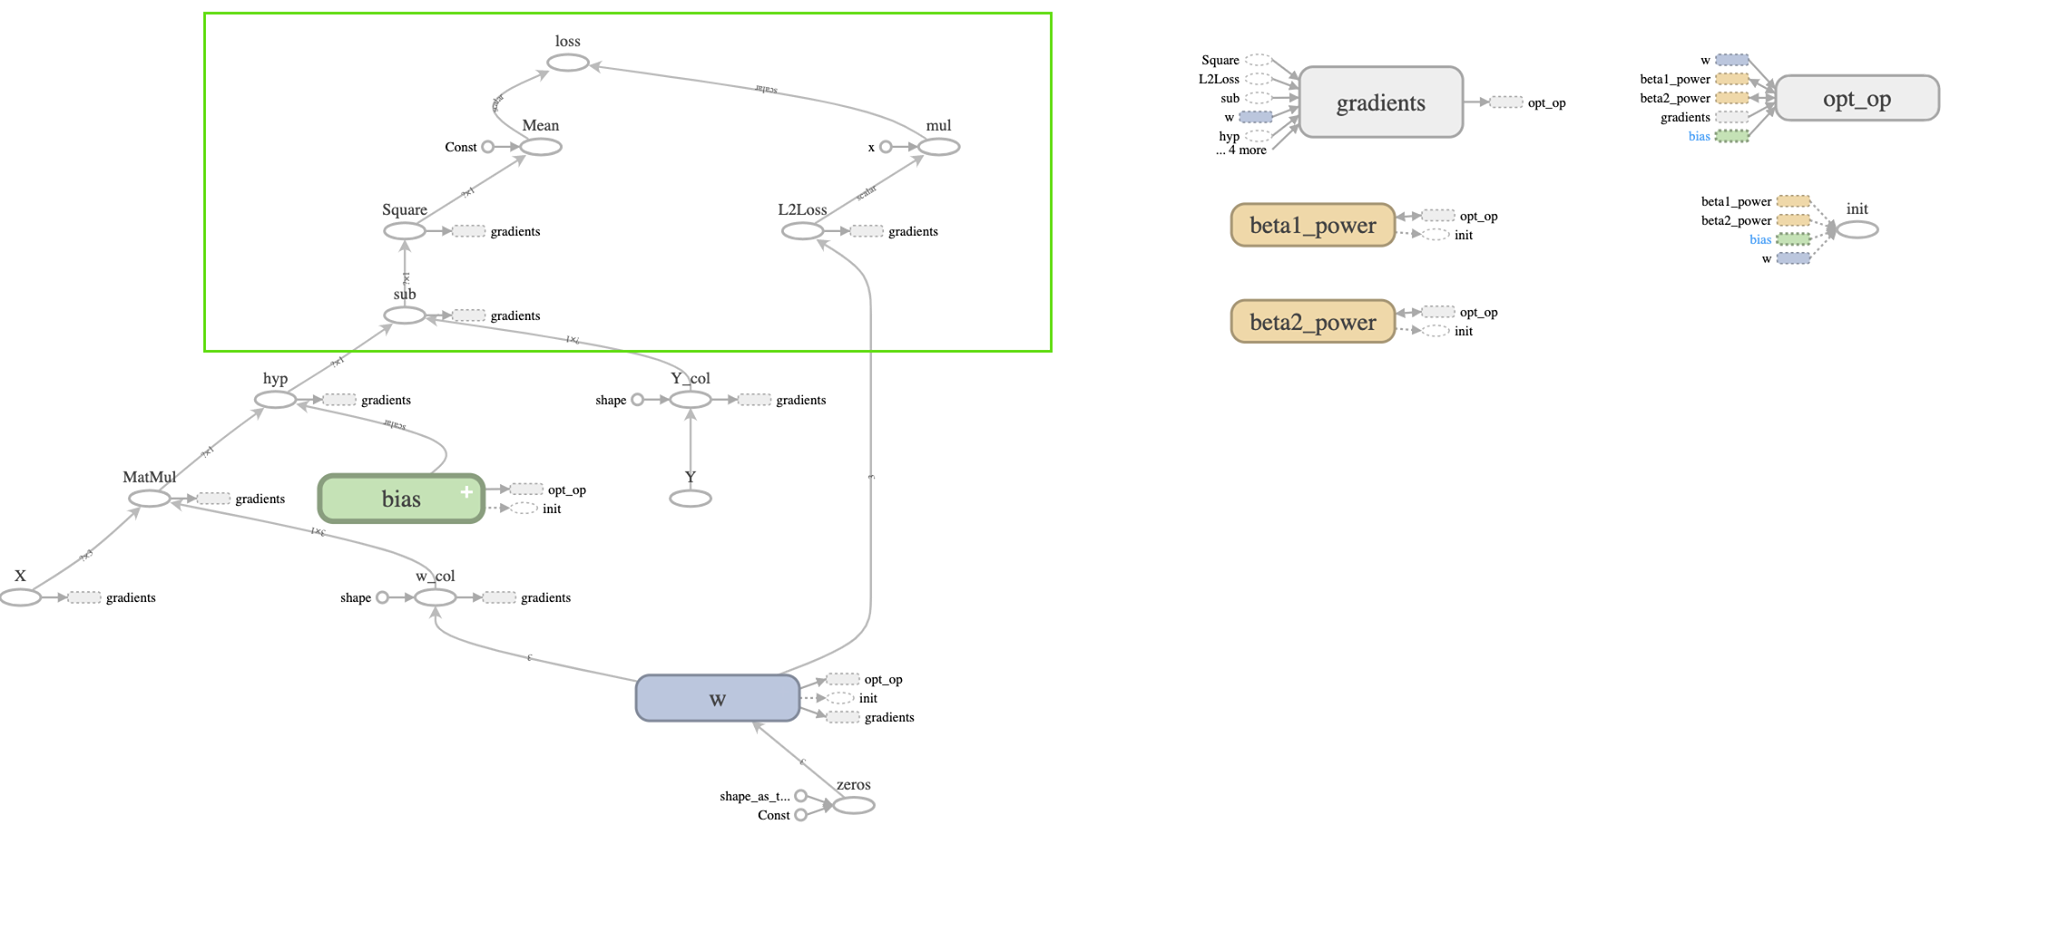 loss
scalar
scalar
Const
Mean
x
mul
?×1
scalar
Square
gradients
L2Loss
gradients
?×1
sub
gradients
?×1
?×1
hyp
gradients
shape
Y_col
gradients
scalar
?×1
MatMul
gradients
bias
+
opt_op
init
Y
3
3×1
?×3
X
gradients
shape
w_col
gradients
3
w
opt_op
init
gradients
3
zeros
shape_as_t...
Const
Square
L2Loss
sub
w
hyp
... 4 more
gradients
opt_op
w
beta1_power
beta2_power
gradients
bias
opt_op
beta1_power
opt_op
init
beta1_power
beta2_power
bias
w
init
beta2_power
opt_op
init